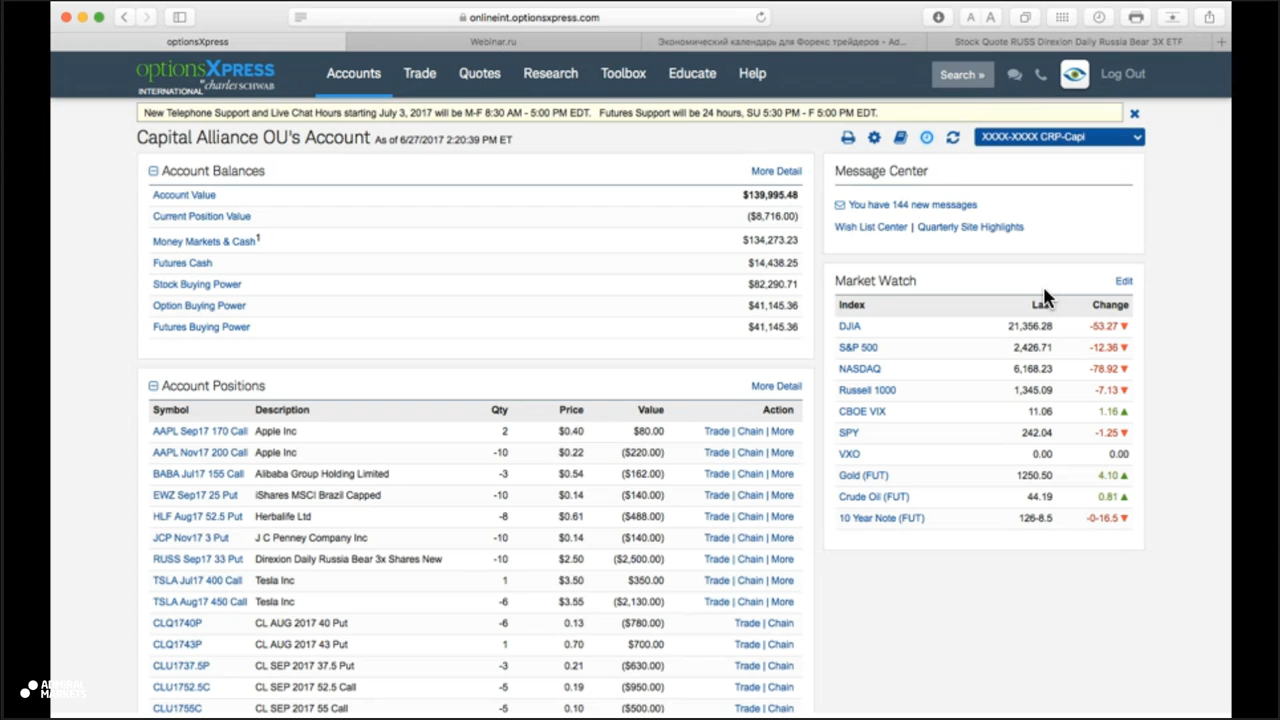 onlineint.optionsxpress.com
A A
optionsXpress
Webinar.ru
Экономический календарь для Форекс трейдеров - Ad...
Stock Quote RUSS Direxion Daily Russia Bear 3X ETF
optionsXpress
by charles SCHWAB
INTERNATIONAL
Accounts Trade Quotes Research Toolbox Educate Help
Search »
Log Out
New Telephone Support and Live Chat Hours starting July 3, 2017 will be M-F 8:30 AM - 5:00 PM EDT. Futures Support will be 24 hours, SU 5:30 PM - F 5:00 PM EDT.
Capital Alliance OU's Account As of 6/27/2017 2:20:39 PM ET
XXXX-XXXX CRP-Capi
Account Balances More Detail
Account Value $139,995.48
Current Position Value ($8,716.00)
Money Markets & Cash1 $134,273.23
Futures Cash $14,438.25
Stock Buying Power $82,290.71
Option Buying Power $41,145.36
Futures Buying Power $41,145.36
Message Center
You have 144 new messages
Wish List Center | Quarterly Site Highlights
Market Watch Edit
Index Last Change
DJIA 21,356.28 -53.27
S&P 500 2,426.71 -12.36
NASDAQ 6,168.23 -78.92
Russell 1000 1,345.09 -7.13
CBOE VIX 11.06 1.16
SPY 242.04 -1.25
VXO 0.00 0.00
Gold (FUT) 1250.50 4.10
Crude Oil (FUT) 44.19 0.81
10 Year Note (FUT) 126-8.5 -0-16.5
Account Positions More Detail
Symbol Description Qty Price Value Action
AAPL Sep17 170 Call Apple Inc 2 $0.40 $80.00 Trade | Chain | More
AAPL Nov17 200 Call Apple Inc -10 $0.22 ($220.00) Trade | Chain | More
BABA Jul17 155 Call Alibaba Group Holding Limited -3 $0.54 ($162.00) Trade | Chain | More
EWZ Sep17 25 Put iShares MSCI Brazil Capped -10 $0.14 ($140.00) Trade | Chain | More
HLF Aug17 52.5 Put Herbalife Ltd -8 $0.61 ($488.00) Trade | Chain | More
JCP Nov17 3 Put J C Penney Company Inc -10 $0.14 ($140.00) Trade | Chain | More
RUSS Sep17 33 Put Direxion Daily Russia Bear 3x Shares New -10 $2.50 ($2,500.00) Trade | Chain | More
TSLA Jul17 400 Call Tesla Inc 1 $3.50 $350.00 Trade | Chain | More
TSLA Aug17 450 Call Tesla Inc -6 $3.55 ($2,130.00) Trade | Chain | More
CLQ1740P CL AUG 2017 40 Put -6 0.13 ($780.00) Trade | Chain
CLQ1743P CL AUG 2017 43 Put 1 0.70 $700.00 Trade | Chain
CLU1737.5P CL SEP 2017 37.5 Put -3 0.21 ($630.00) Trade | Chain
CLU1752.5C CL SEP 2017 52.5 Call -5 0.19 ($950.00) Trade | Chain
CLU1755C CL SEP 2017 55 Call -5 0.10 ($500.00) Trade | Chain
ADMIRAL
MARKETS